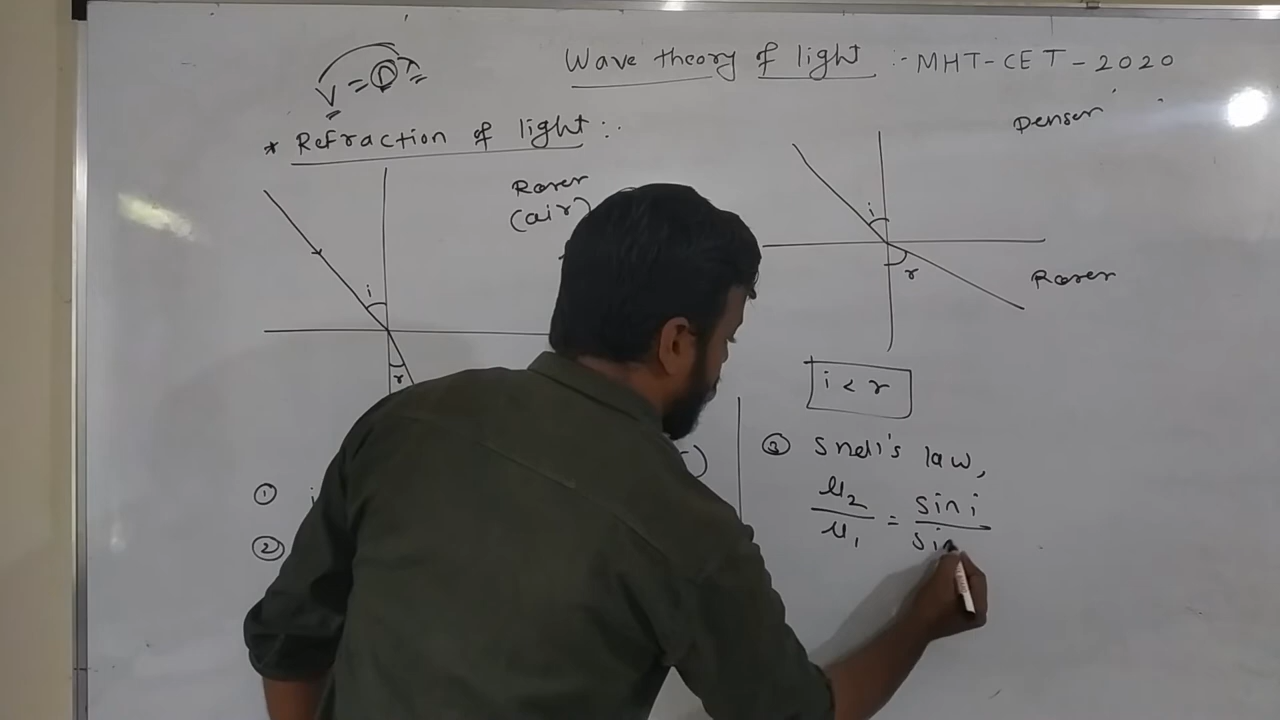 Wave theory of light :- MHT-CET-2020
* Refraction of light :-
Rarer
(air)
i
r
①
②
Denser
i
r
Rarer
i < r
③ Snell's law,
μ2/μ1 = sin i/sin